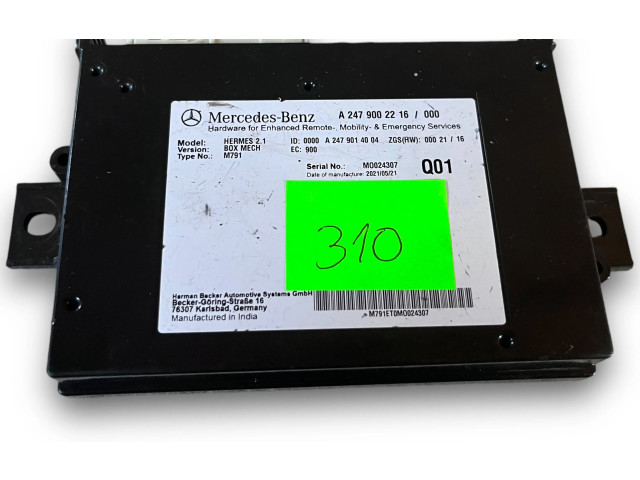 Mercedes-Benz A 247 900 22 16 / 000
Hardware for Enhanced Remote-, Mobility- & Emergency Services
Model: HERMES 2.1 ID: 0000 A 247 901 40 04 ZGS(RW): 000 21 / 16
Version: BOX MECH EC: 900
Type No.: M791
Serial No.: MO024307 Q01
Date of manufacture: 2021/05/21
310
Harman Becker Automotive Systems GmbH
Becker-Göring-Straße 16
76307 Karlsbad, Germany
Manufactured in India
M791ET0MO024307